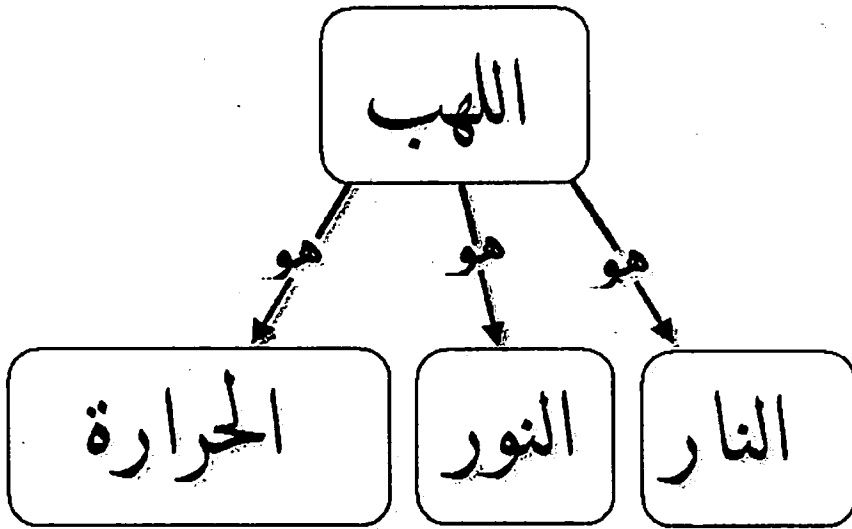 اللهب
هو هو هو
النار النور الحرارة